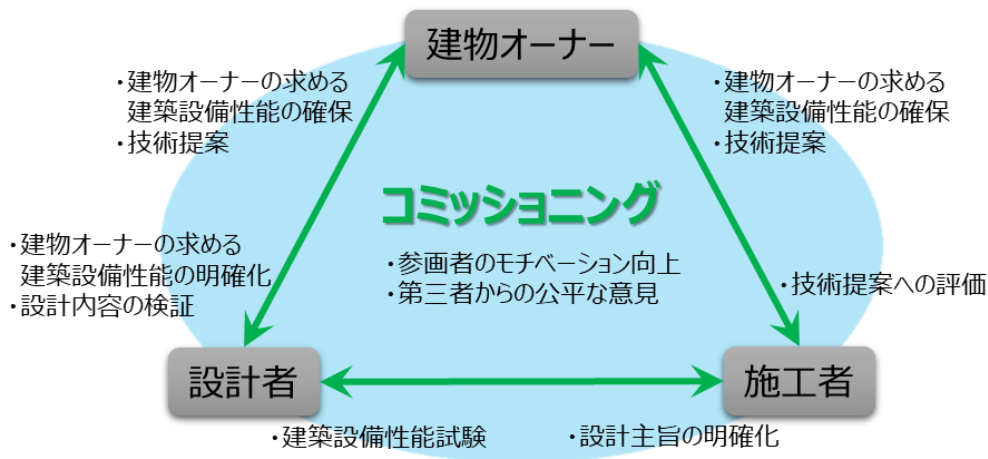 建物オーナー
・建物オーナーの求める
建築設備性能の確保
・技術提案
・建物オーナーの求める
建築設備性能の確保
・技術提案
コミッショニング
・参画者のモチベーション向上
・第三者からの公平な意見
・建物オーナーの求める
建築設備性能の明確化
・設計内容の検証
・技術提案への評価
設計者
施工者
・建築設備性能試験
・設計主旨の明確化